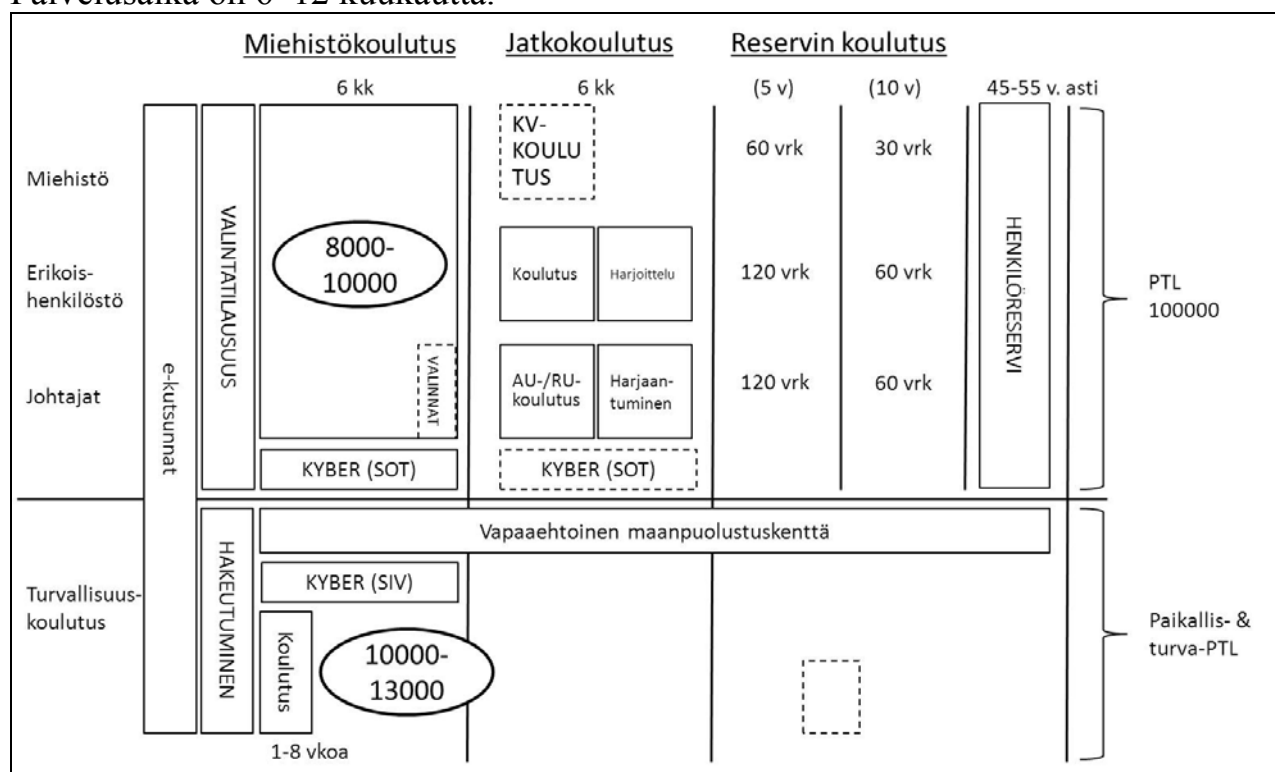 Palvelusaika oli 6–12 kuukautta.
Miehistökoulutus
Jatkokoulutus
Reservin koulutus
6 kk
6 kk
(5 v)
(10 v)
45-55 v. asti
Miehistö
Erikois-
henkilöstö
Johtajat
e-kutsunnat
VALINTATILAUSUUS
8000-
10000
VALINNAT
KYBER (SOT)
KV-
KOULU
TUS
Koulutus
Harjoittelu
AU-/RU-
koulutus
Harjaan-
tuminen
KYBER (SOT)
60 vrk
30 vrk
120 vrk
60 vrk
120 vrk
60 vrk
HENKILÖRESERVI
PTL
100000
Turvallisuus-
koulutus
HAKEUTUMINEN
Vapaaehtoinen maanpuolustuskenttä
KYBER (SIV)
Koulutus
10000-
13000
1-8 vkoa
Paikallis- &
turva-PTL